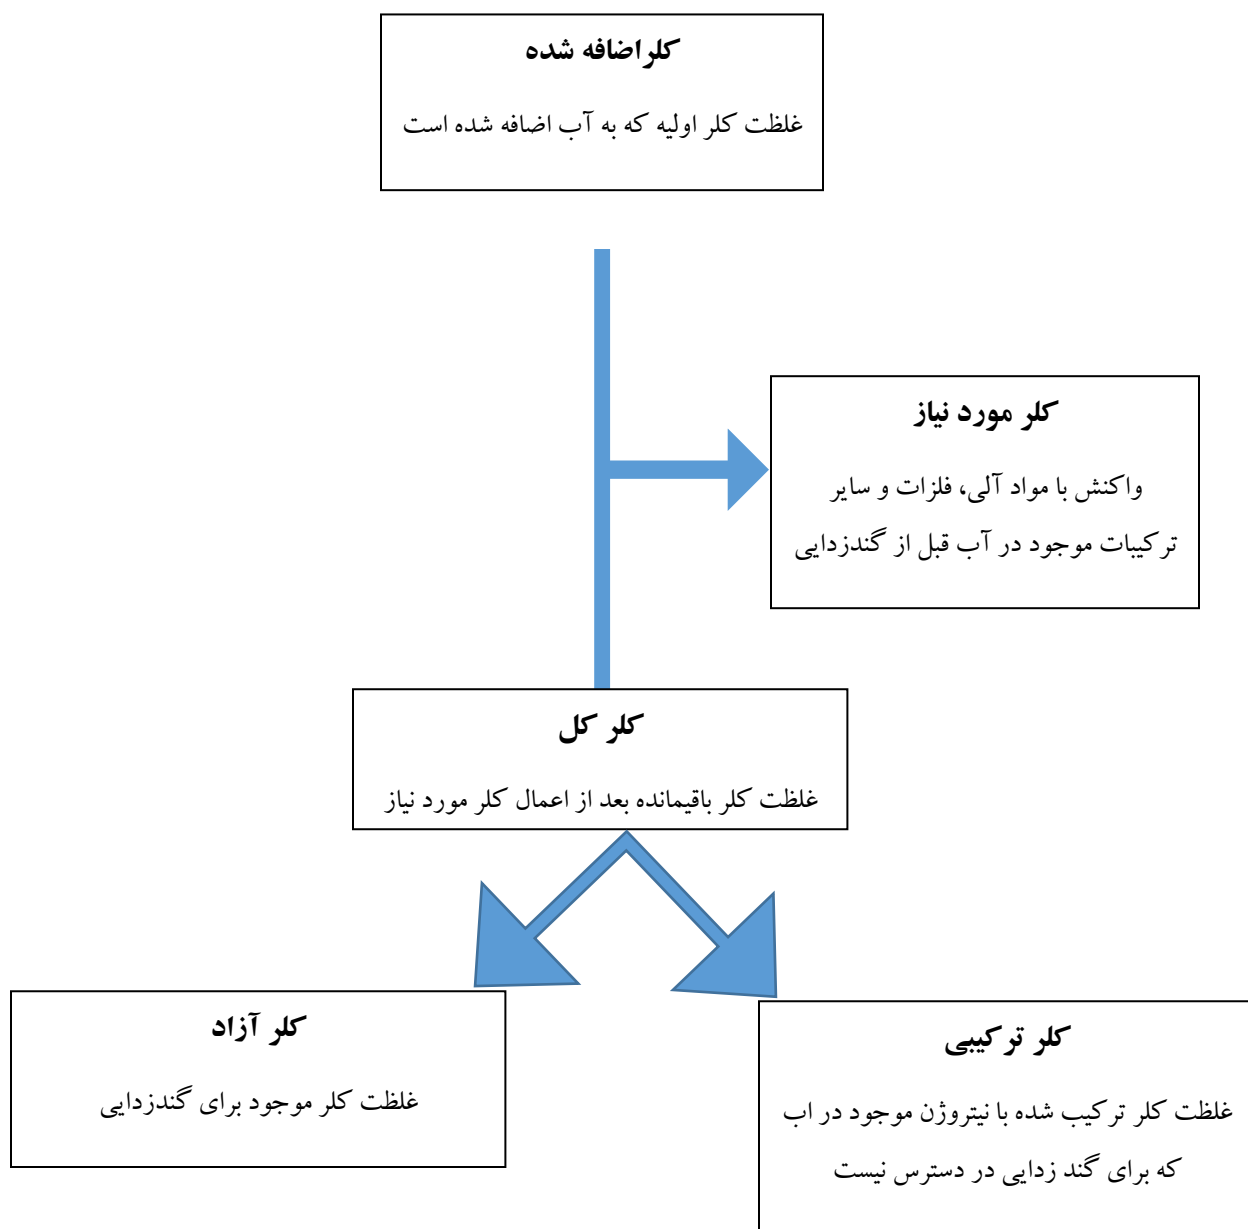 کلراضافه شده
غلظت کلر اولیه که به آب اضافه شده است
کلر مورد نیاز
واکنش با مواد آلی، فلزات و سایر
ترکیبات موجود در آب قبل از گندزدایی
کلر کل
غلظت کلر باقیمانده بعد از اعمال کلر مورد نیاز
کلر آزاد
غلظت کلر موجود برای گندزدایی
کلر ترکیبی
غلظت کلر ترکیب شده با نیتروژن موجود در اب
که برای گند زدایی در دسترس نیست